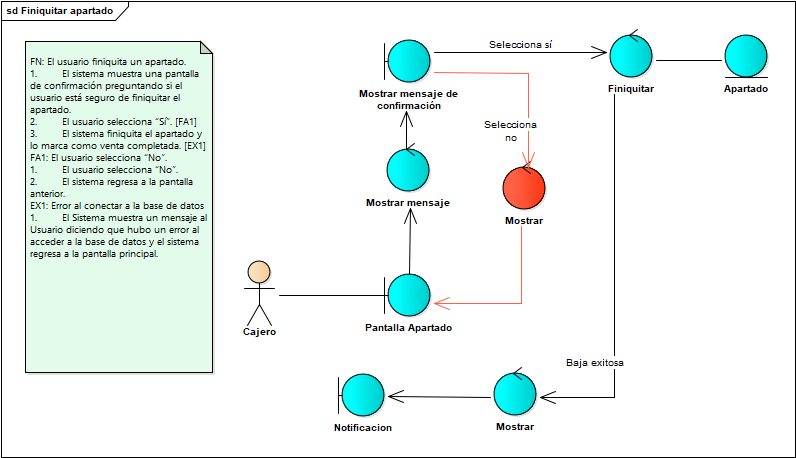 sd Finiquitar apartado
FN: El usuario finiquita un apartado.
1. El sistema muestra una pantalla
de confirmación preguntando si el
usuario está seguro de finiquitar el
apartado.
2. El usuario selecciona “Sí”. [FA1]
3. El sistema finiquita el apartado y
lo marca como venta completada. [EX1]
FA1: El usuario selecciona “No”.
1. El usuario selecciona “No”.
2. El sistema regresa a la pantalla
anterior.
EX1: Error al conectar a la base de datos
1. El Sistema muestra un mensaje al
Usuario diciendo que hubo un error al
acceder a la base de datos y el sistema
regresa a la pantalla principal.
Selecciona sí
Mostrar mensaje de
confirmación
Finiquitar
Apartado
Selecciona
no
Mostrar mensaje
Mostrar
Cajero
Pantalla Apartado
Baja exitosa
Notificacion
Mostrar